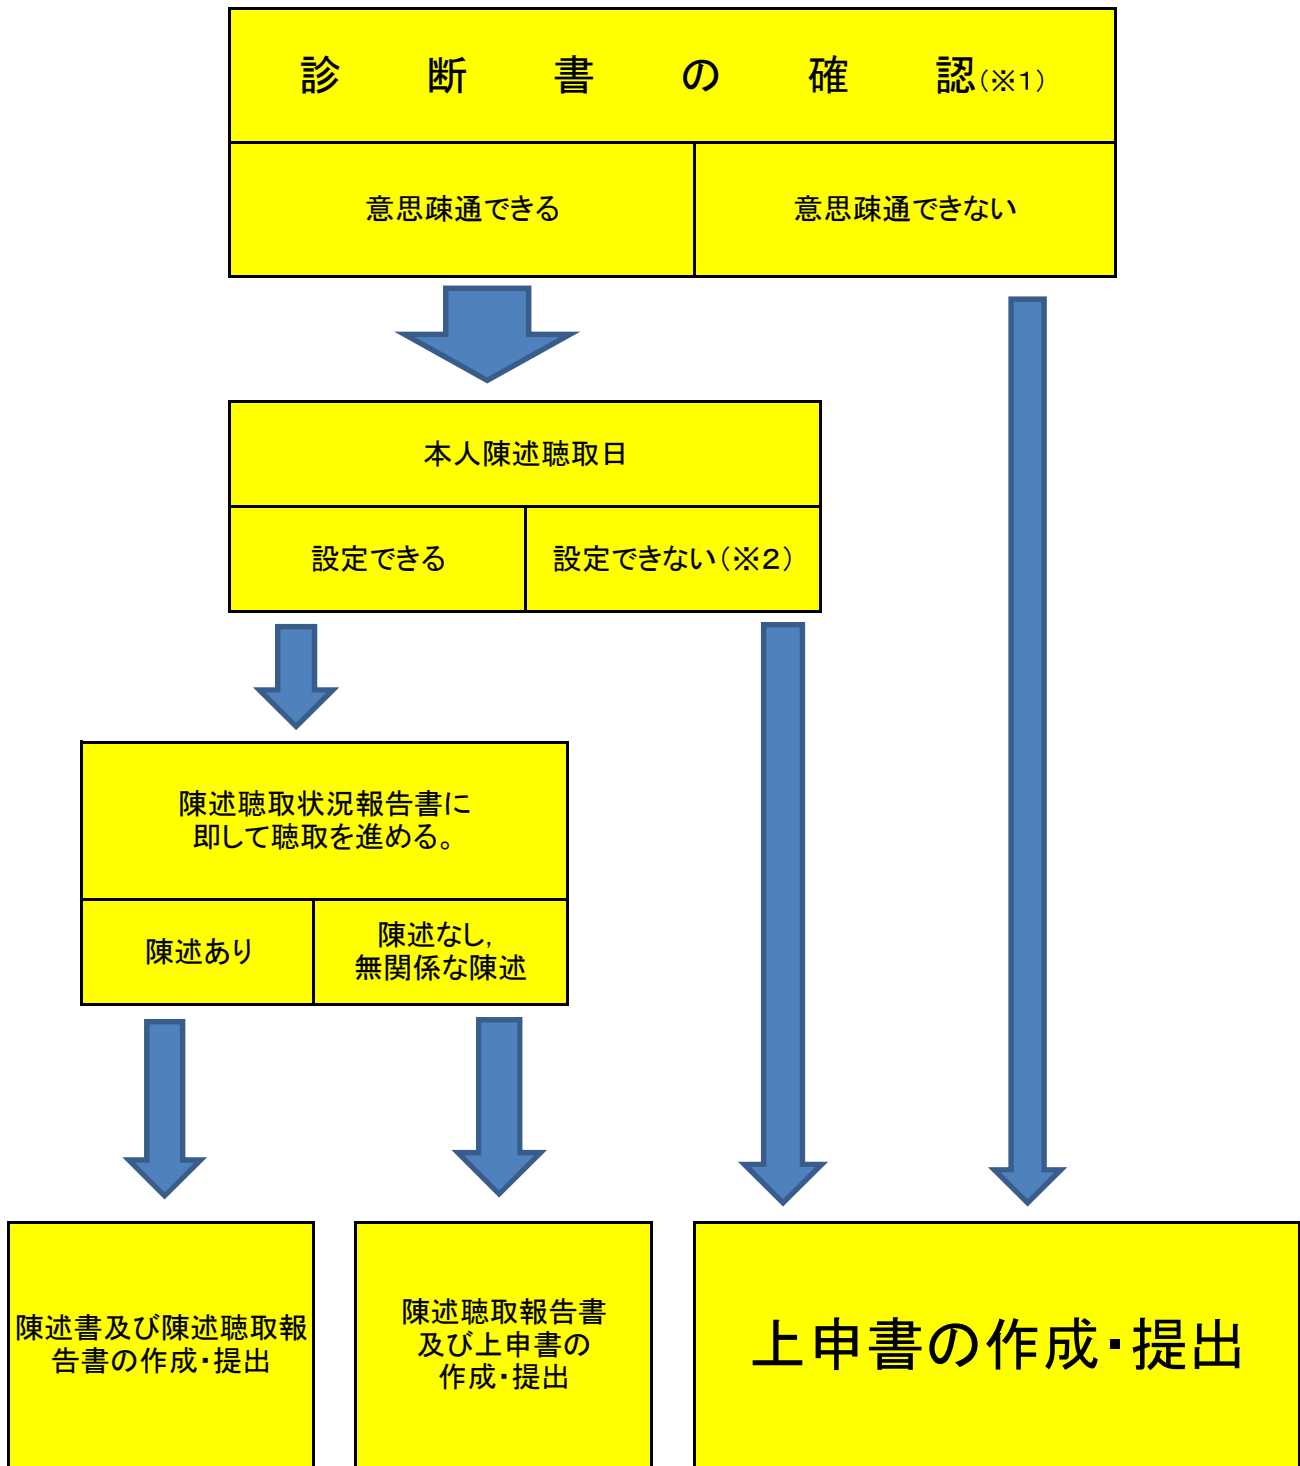 診断書の確認(※1)
意思疎通できる
意思疎通できない
本人陳述聴取日
設定できる
設定できない(※2)
陳述聴取状況報告書に
即して聴取を進める。
陳述あり
陳述なし,
無関係な陳述
陳述書及び陳述聴取報
告書の作成・提出
陳述聴取報告書
及び上申書の
作成・提出
上申書の作成・提出